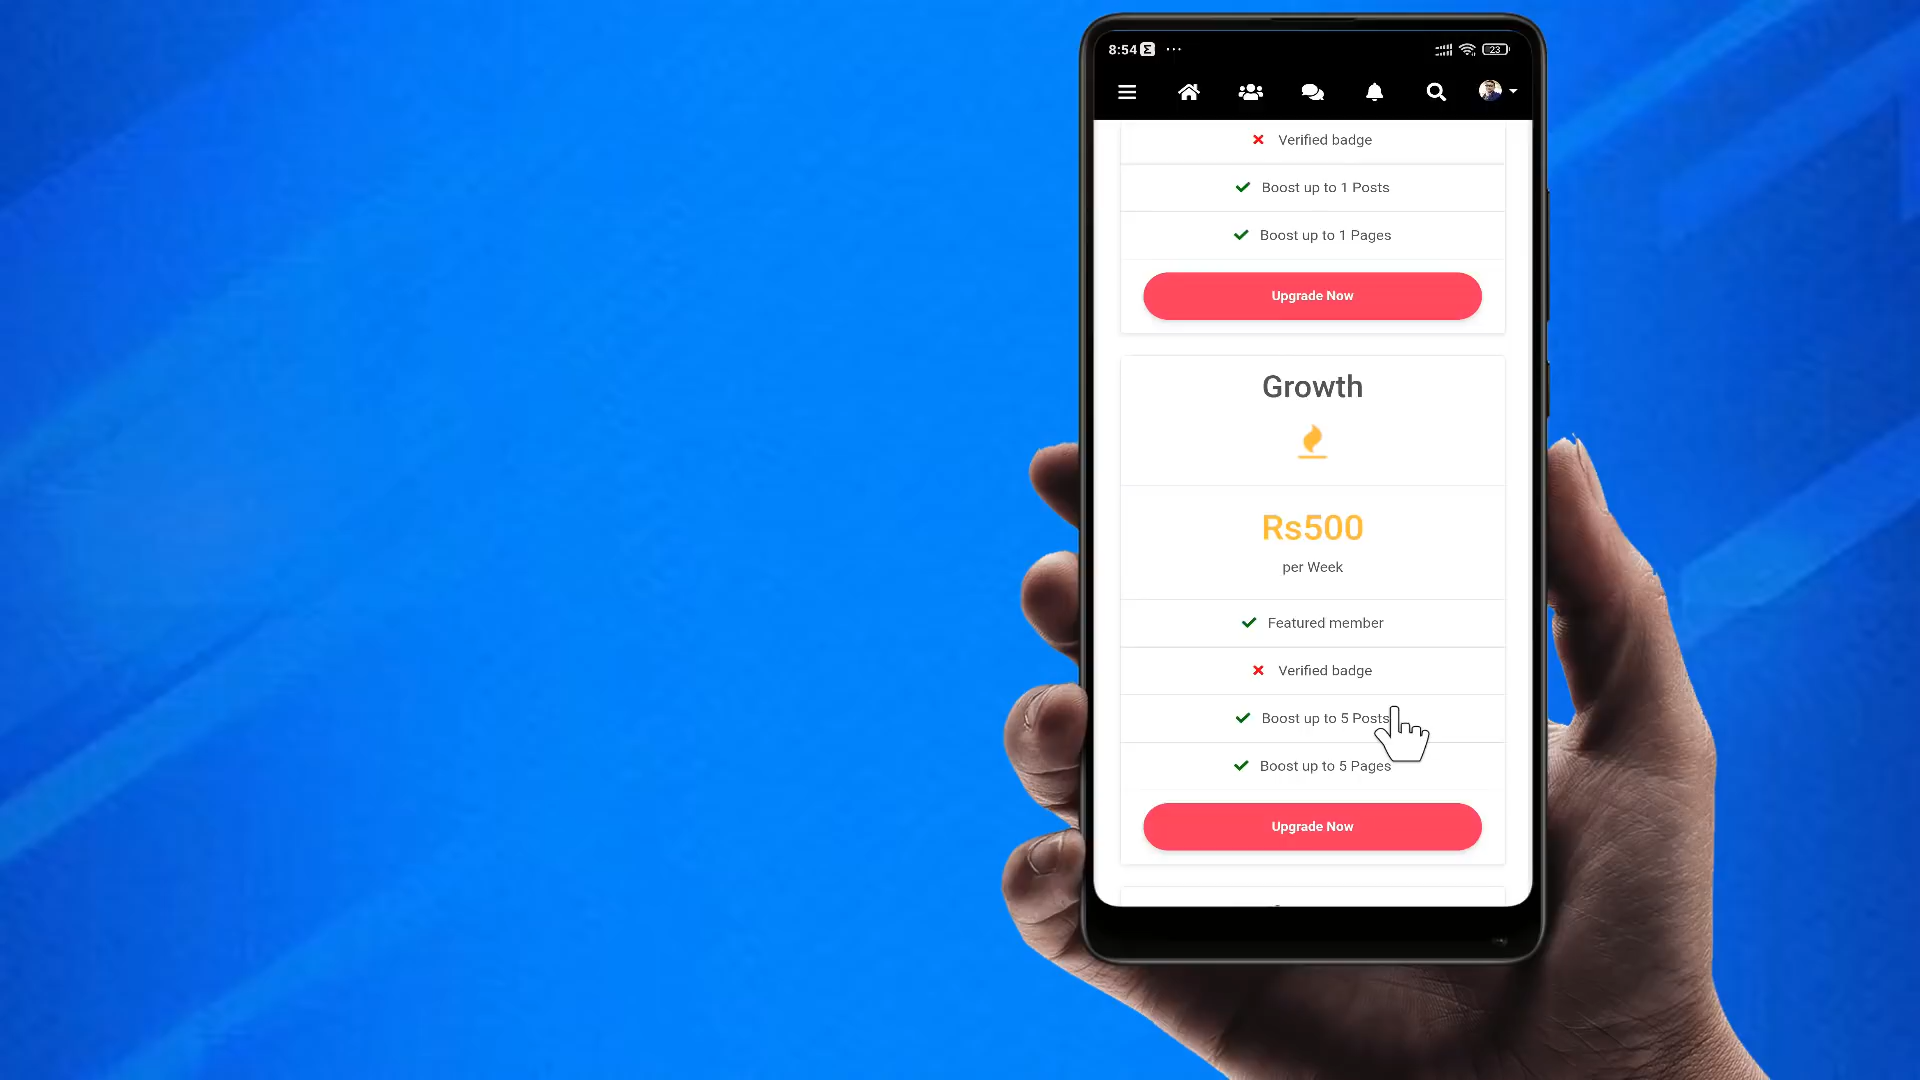 8:54 Σ ... 23
Verified badge
Boost up to 1 Posts
Boost up to 1 Pages
Upgrade Now
Growth
Rs500
per Week
Featured member
Verified badge
Boost up to 5 Posts
Boost up to 5 Pages
Upgrade Now